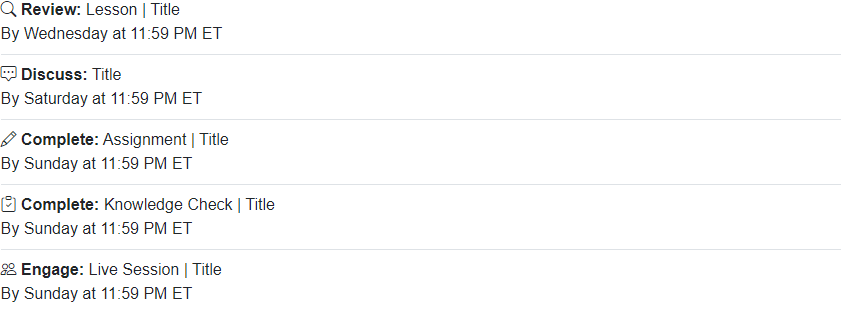 Review: Lesson | Title
By Wednesday at 11:59 PM ET
Discuss: Title
By Saturday at 11:59 PM ET
Complete: Assignment | Title
By Sunday at 11:59 PM ET
Complete: Knowledge Check | Title
By Sunday at 11:59 PM ET
Engage: Live Session | Title
By Sunday at 11:59 PM ET